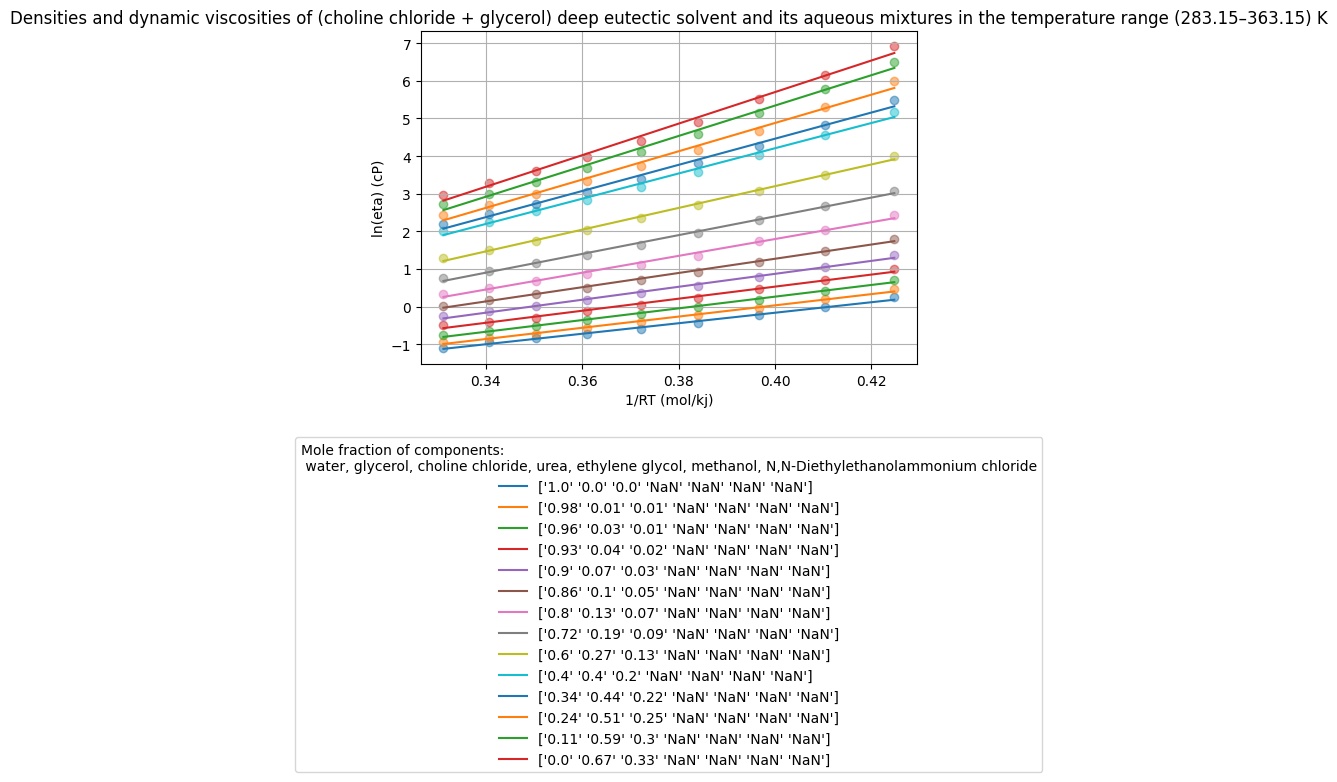 Densities and dynamic viscosities of (choline chloride + glycerol) deep eutectic solvent and its aqueous mixtures in the temperature range (283.15–363.15) K
7
6
5
4
3
2
1
0
−1
ln(eta) (cP)
0.34 0.36 0.38 0.40 0.42
1/RT (mol/kj)
Mole fraction of components:
water, glycerol, choline chloride, urea, ethylene glycol, methanol, N,N-Diethylethanolammonium chloride
['1.0' '0.0' '0.0' 'NaN' 'NaN' 'NaN' 'NaN']
['0.98' '0.01' '0.01' 'NaN' 'NaN' 'NaN' 'NaN']
['0.96' '0.03' '0.01' 'NaN' 'NaN' 'NaN' 'NaN']
['0.93' '0.04' '0.02' 'NaN' 'NaN' 'NaN' 'NaN']
['0.9' '0.07' '0.03' 'NaN' 'NaN' 'NaN' 'NaN']
['0.86' '0.1' '0.05' 'NaN' 'NaN' 'NaN' 'NaN']
['0.8' '0.13' '0.07' 'NaN' 'NaN' 'NaN' 'NaN']
['0.72' '0.19' '0.09' 'NaN' 'NaN' 'NaN' 'NaN']
['0.6' '0.27' '0.13' 'NaN' 'NaN' 'NaN' 'NaN']
['0.4' '0.4' '0.2' 'NaN' 'NaN' 'NaN' 'NaN']
['0.34' '0.44' '0.22' 'NaN' 'NaN' 'NaN' 'NaN']
['0.24' '0.51' '0.25' 'NaN' 'NaN' 'NaN' 'NaN']
['0.11' '0.59' '0.3' 'NaN' 'NaN' 'NaN' 'NaN']
['0.0' '0.67' '0.33' 'NaN' 'NaN' 'NaN' 'NaN']